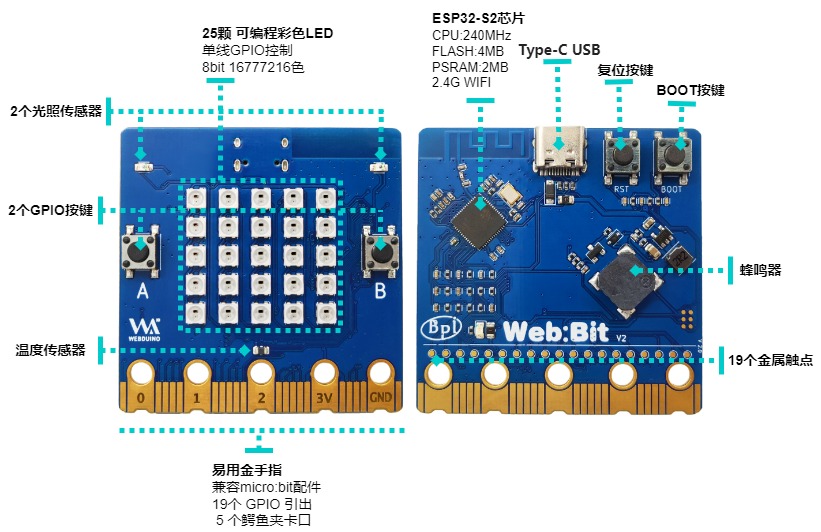 25颗 可编程彩色LED
单线GPIO控制
8bit 16777216色
ESP32-S2芯片
CPU:240MHz
FLASH:4MB
PSRAM:2MB
2.4G WIFI
Type-C USB
复位按键
BOOT按键
2个光照传感器
2个GPIO按键
温度传感器
A
B
WEBDUINO
0
1
2
3V
GND
RST
BOOT
蜂鸣器
Bpi
Web:Bit V2
19个金属触点
易用金手指
兼容micro:bit配件
19个 GPIO 引出
5 个鳄鱼夹卡口